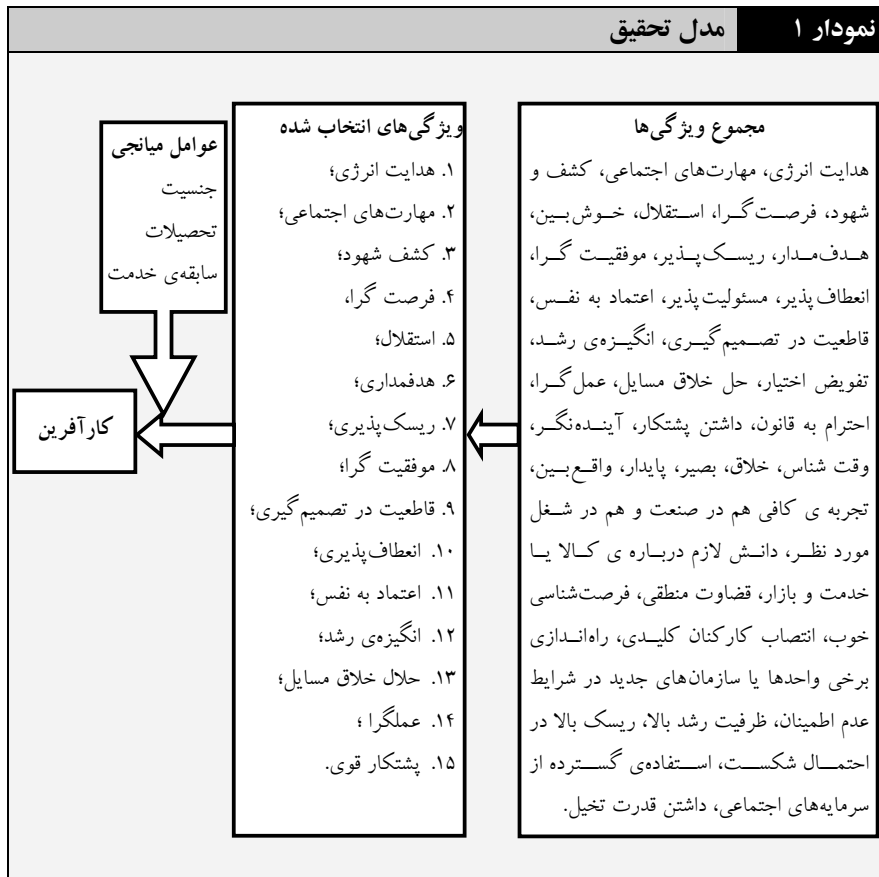 نمودار ۱
مدل تحقیق
مجموع ویژگی‌ها
هدایت انرژی، مهارت‌های اجتماعی، کشف و
شهود، فرصت‌گرا، استقلال، خوش‌بین،
هدف‌مدار، ریسک‌پذیر، موفقیت گرا،
انعطاف‌پذیر، مسئولیت‌پذیر، اعتماد به نفس،
قاطعیت در تصمیم‌گیری، انگیزه‌ی رشد،
تفویض اختیار، حل خلاق مسایل، عمل‌گرا،
احترام به قانون، داشتن پشتکار، آینده‌نگر،
وقت شناس، خلاق، بصیر، پایدار، واقع‌بین،
تجربه ی کافی هم در صنعت و هم در شغل
مورد نظر، دانش لازم درباره ی کالا یا
خدمت و بازار، قضاوت منطقی، فرصت‌شناسی
خوب، انتصاب کارکنان کلیدی، راه‌اندازی
برخی واحدها یا سازمان‌های جدید در شرایط
عدم اطمینان، ظرفیت رشد بالا، ریسک بالا در
احتمال شکست، استفاده‌ی گسترده از
سرمایه‌های اجتماعی، داشتن قدرت تخیل.
ویژگی‌های انتخاب شده
۱. هدایت انرژی؛
۲. مهارت‌های اجتماعی؛
۳. کشف شهود؛
۴. فرصت گرا،
۵. استقلال؛
۶. هدفمداری؛
۷. ریسک‌پذیری؛
۸. موفقیت گرا؛
۹. قاطعیت در تصمیم‌گیری؛
۱۰. انعطاف‌پذیری؛
۱۱. اعتماد به نفس؛
۱۲. انگیزه‌ی رشد؛
۱۳. حلال خلاق مسایل؛
۱۴. عملگرا ؛
۱۵. پشتکار قوی.
عوامل میانجی
جنسیت
تحصیلات
سابقه‌ی خدمت
کارآفرین